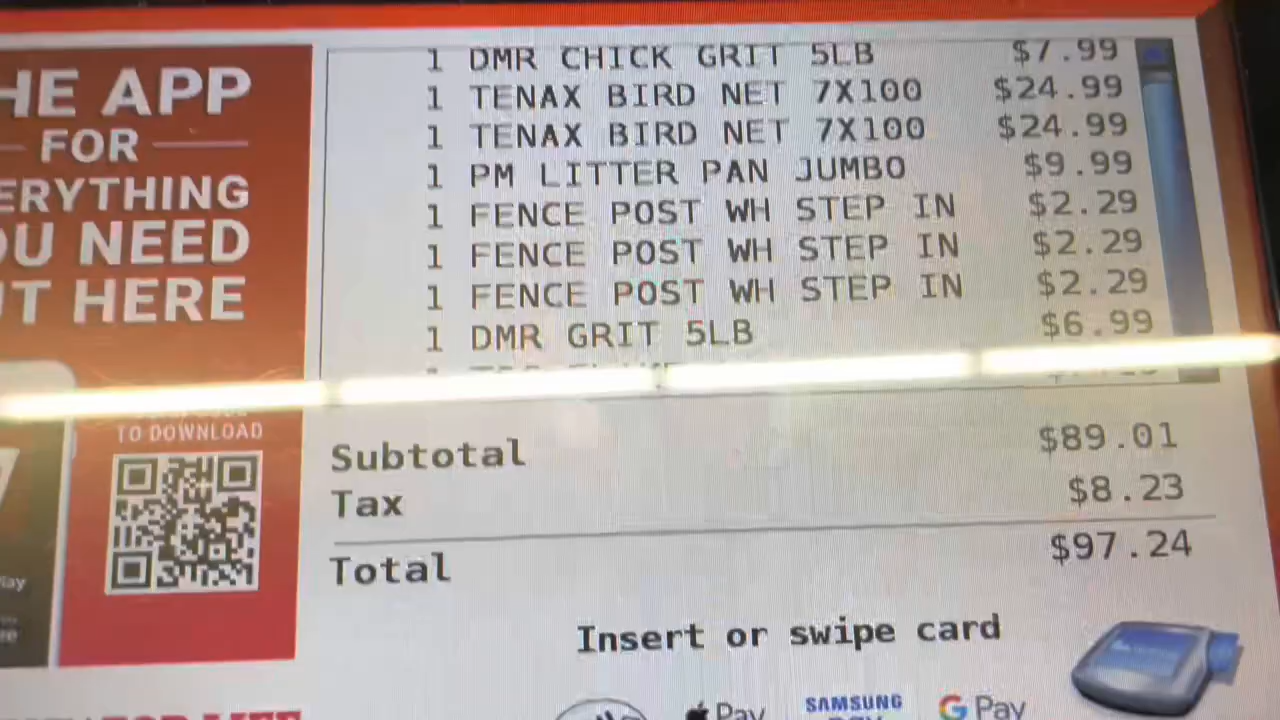 HE APP
FOR
ERYTHING
OU NEED
UT HERE
TO DOWNLOAD
1 DMR CHICK GRIT 5LB $7.99
1 TENAX BIRD NET 7X100 $24.99
1 TENAX BIRD NET 7X100 $24.99
1 PM LITTER PAN JUMBO $9.99
1 FENCE POST WH STEP IN $2.29
1 FENCE POST WH STEP IN $2.29
1 FENCE POST WH STEP IN $2.29
1 DMR GRIT 5LB $6.99
Subtotal $89.01
Tax $8.23
Total $97.24
Insert or swipe card
Pay
SAMSUNG
G Pay